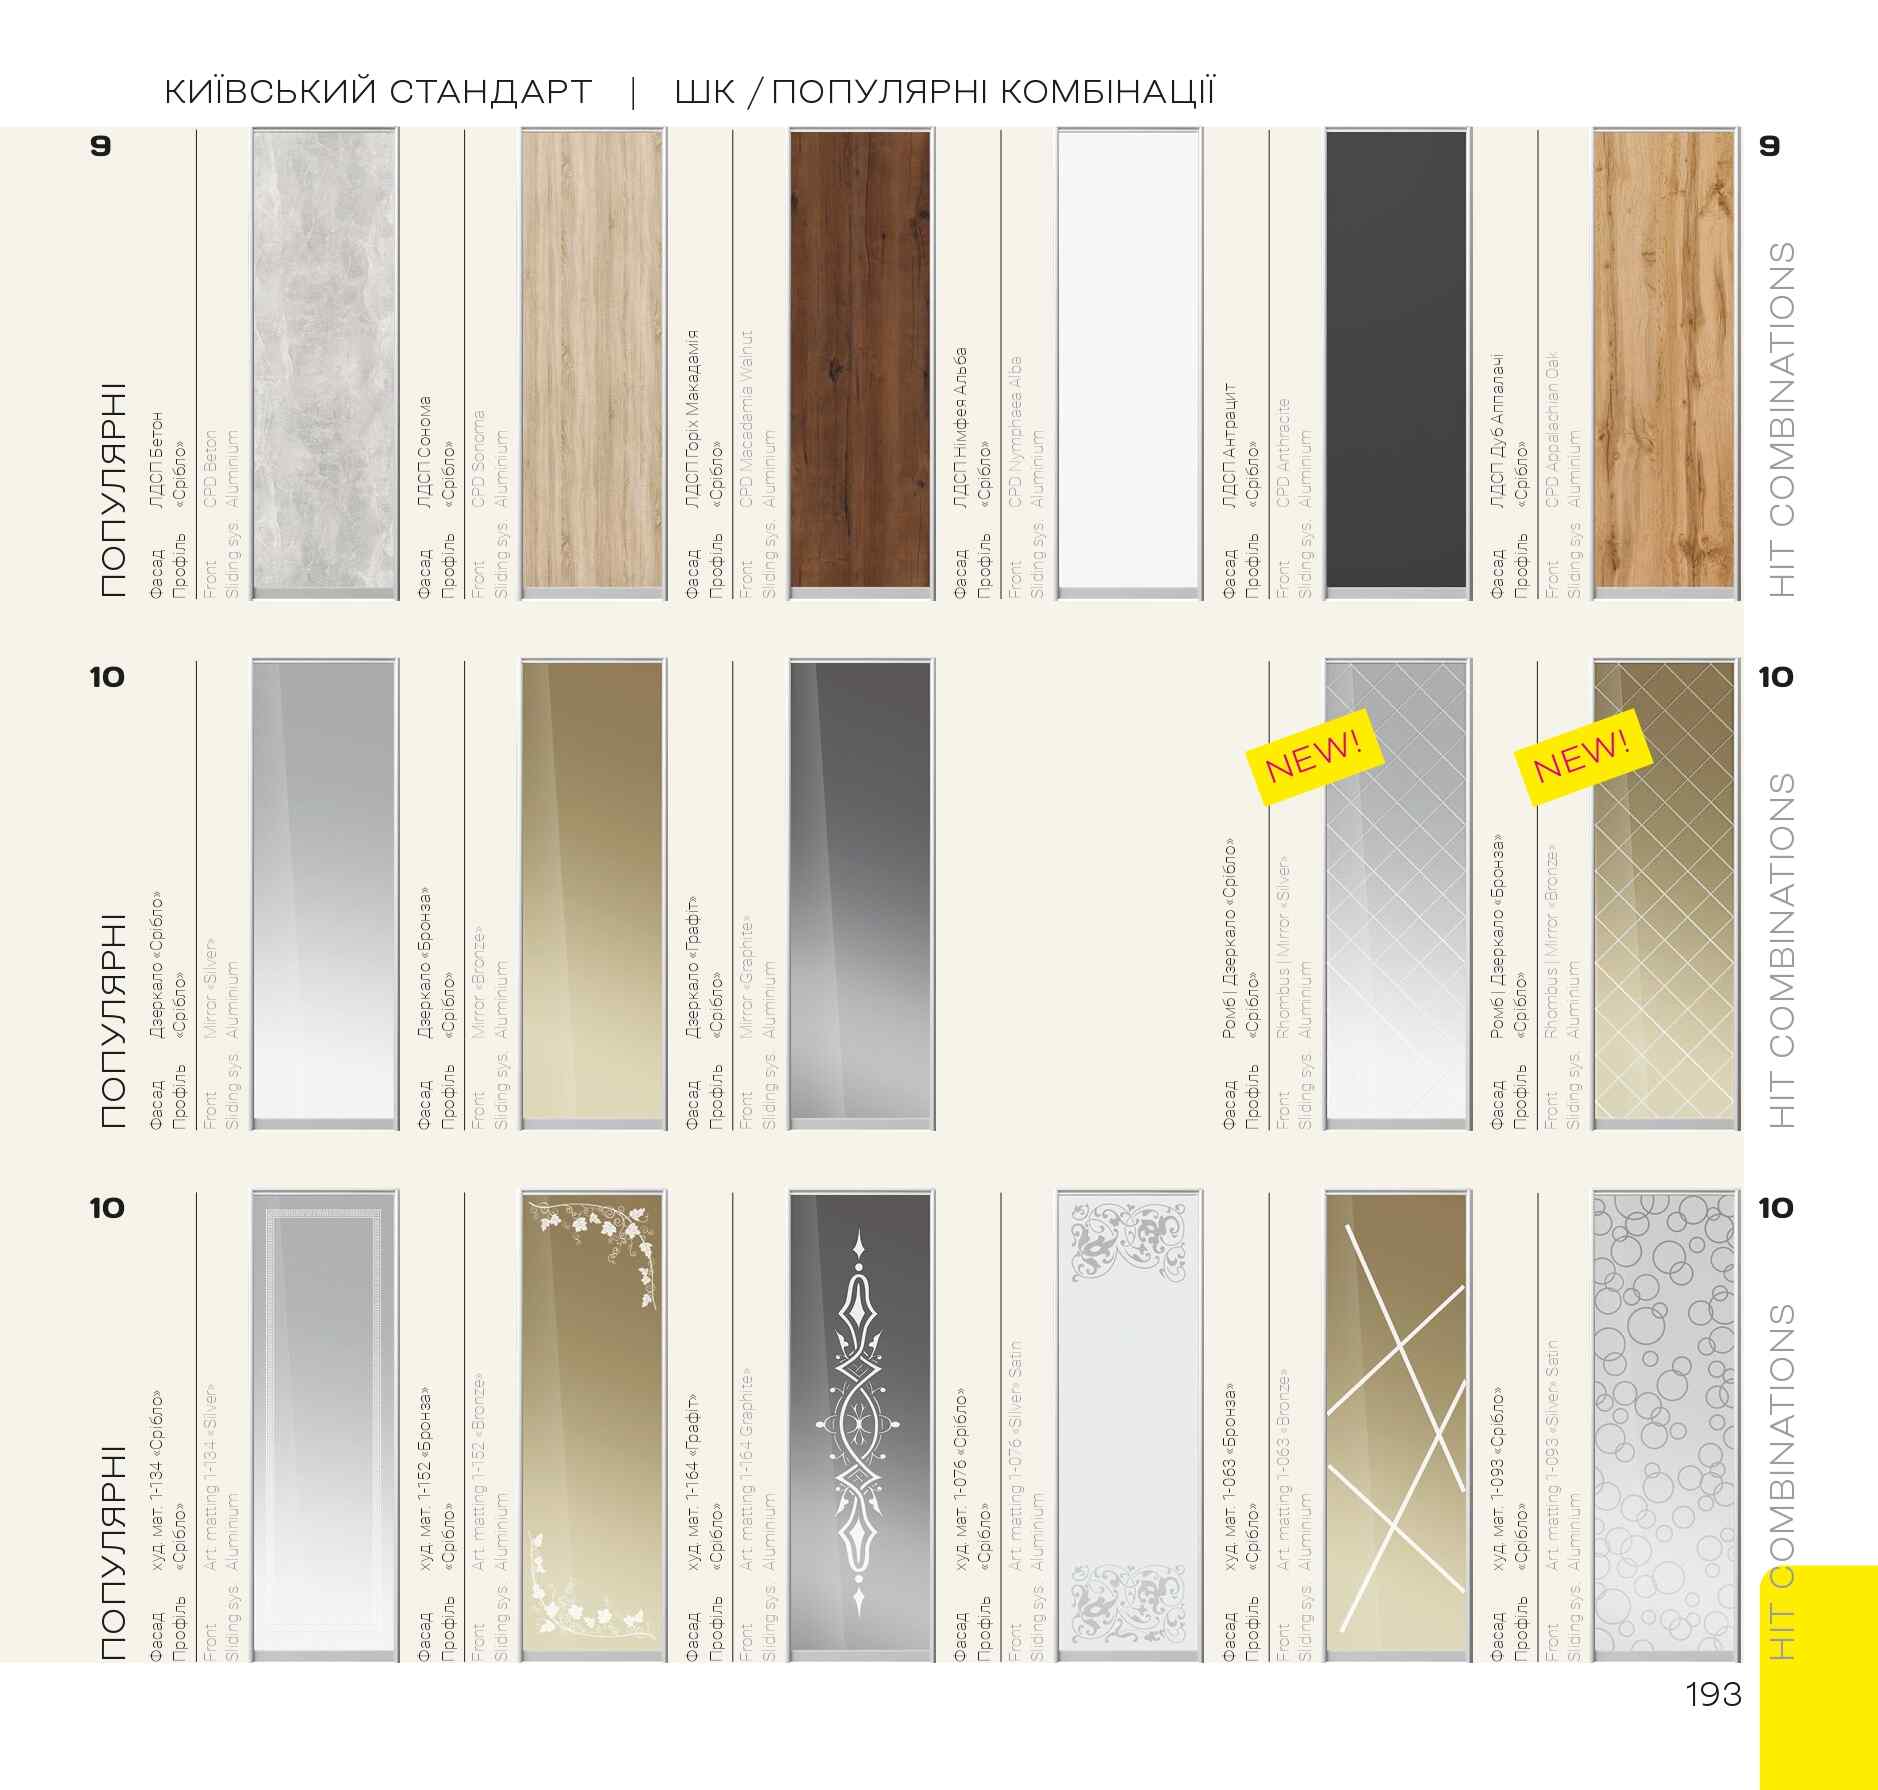 КИЇВСЬКИЙ СТАНДАРТ | ШК / ПОПУЛЯРНІ КОМБІНАЦІЇ
9
ПОПУЛЯРНІ
Фасад ЛДСП Бетон
Профіль «Срібло»
Front CPD Beton
Sliding sys. Aluminium
Фасад ЛДСП Сонома
Профіль «Срібло»
Front CPD Sonoma
Sliding sys. Aluminium
Фасад ЛДСП Горіх Макадамія
Профіль «Срібло»
Front CPD Macadamia Walnut
Sliding sys. Aluminium
Фасад ЛДСП Німфея Альба
Профіль «Срібло»
Front CPD Nymphaea Alba
Sliding sys. Aluminium
Фасад ЛДСП Антрацит
Профіль «Срібло»
Front CPD Anthracite
Sliding sys. Aluminium
Фасад ЛДСП Дуб Аппалачі
Профіль «Срібло»
Front CPD Appalachian Oak
Sliding sys. Aluminium
9
HIT COMBINATIONS
10
ПОПУЛЯРНІ
Фасад Дзеркало «Срібло»
Профіль «Срібло»
Front Mirror «Silver»
Sliding sys. Aluminium
Фасад Дзеркало «Бронза»
Профіль «Срібло»
Front Mirror «Bronze»
Sliding sys. Aluminium
Фасад Дзеркало «Графіт»
Профіль «Срібло»
Front Mirror «Graphite»
Sliding sys. Aluminium
Фасад Ромб | Дзеркало «Срібло»
Профіль «Срібло»
Front Rhombus | Mirror «Silver»
Sliding sys. Aluminium
NEW!
Фасад Ромб | Дзеркало «Бронза»
Профіль «Срібло»
Front Rhombus | Mirror «Bronze»
Sliding sys. Aluminium
NEW!
10
HIT COMBINATIONS
10
ПОПУЛЯРНІ
Фасад худ. мат. 1-134 «Срібло»
Профіль «Срібло»
Front Art. matting 1-134 «Silver»
Sliding sys. Aluminium
Фасад худ. мат. 1-152 «Бронза»
Профіль «Срібло»
Front Art. matting 1-152 «Bronze»
Sliding sys. Aluminium
Фасад худ. мат. 1-164 «Графіт»
Профіль «Срібло»
Front Art. matting 1-164 Graphite»
Sliding sys. Aluminium
Фасад худ. мат. 1-076 «Срібло»
Профіль «Срібло»
Front Art. matting 1-076 «Silver» Satin
Sliding sys. Aluminium
Фасад худ. мат. 1-063 «Бронза»
Профіль «Срібло»
Front Art. matting 1-063 «Bronze»
Sliding sys. Aluminium
Фасад худ. мат. 1-093 «Срібло»
Профіль «Срібло»
Front Art. matting 1-093 «Silver» Satin
Sliding sys. Aluminium
10
HIT COMBINATIONS
193